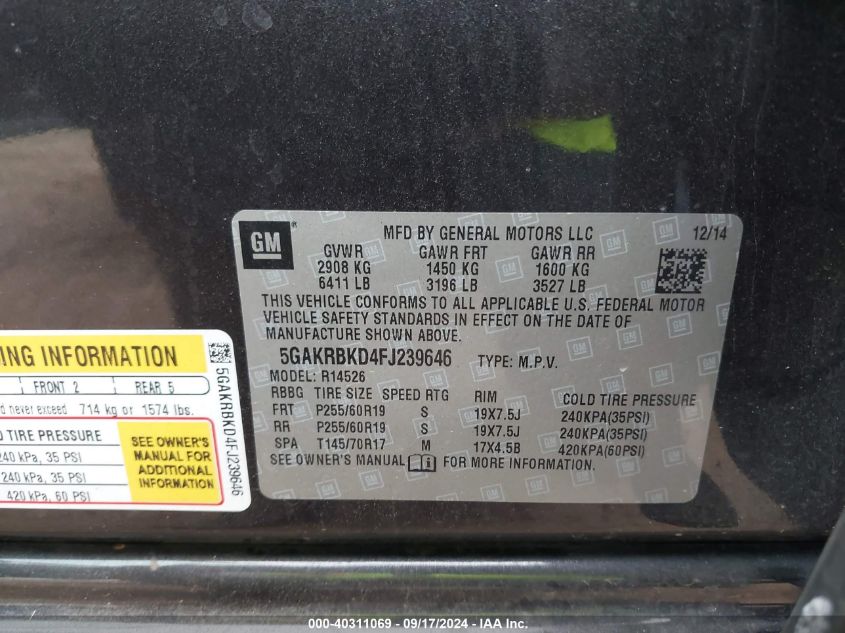 GM
MFD BY GENERAL MOTORS LLC 12/14
GVWR GAWR FRT GAWR RR
2908 KG 1450 KG 1600 KG
6411 LB 3196 LB 3527 LB
THIS VEHICLE CONFORMS TO ALL APPLICABLE U.S. FEDERAL MOTOR
VEHICLE SAFETY STANDARDS IN EFFECT ON THE DATE OF
MANUFACTURE SHOWN ABOVE.
5GAKRBKD4FJ239646 TYPE: M.P.V.
MODEL: R14526
RBBG TIRE SIZE SPEED RTG RIM COLD TIRE PRESSURE
FRT P255/60R19 S 19X7.5J 240KPA(35PSI)
RR P255/60R19 S 19X7.5J 240KPA(35PSI)
SPA T145/70R17 M 17X4.5B 420KPA(60PSI)
SEE OWNER'S MANUAL FOR MORE INFORMATION.
INFORMATION
FRONT 2 REAR 5
never exceed 714 kg or 1574 lbs.
TIRE PRESSURE
240 kPa, 35 PSI
240 kPa, 35 PSI
420 kPa, 60 PSI
SEE OWNER'S
MANUAL FOR
ADDITIONAL
INFORMATION
5GAKRBKD4FJ239646
000-40311069 - 09/17/2024 - IAA Inc.